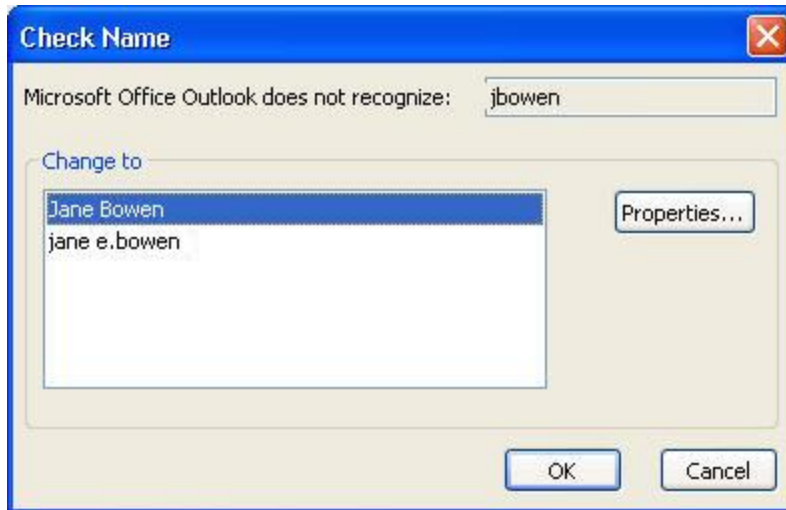 Check Name
Microsoft Office Outlook does not recognize: jbowen
Change to
Jane Bowen
Properties...
jane e.bowen
OK Cancel